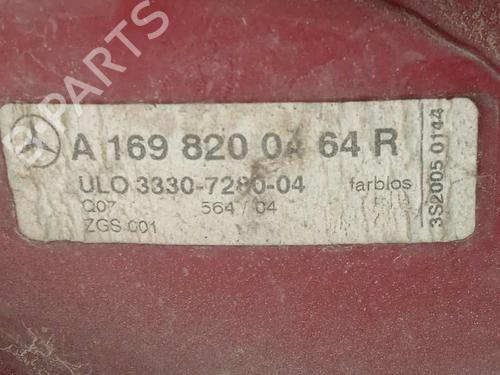 B PARTS
A 169 820 0 64 R
ULO 3330-7280-04 farblos
Q07 564 / 04
ZGS 001
3S2005 0144